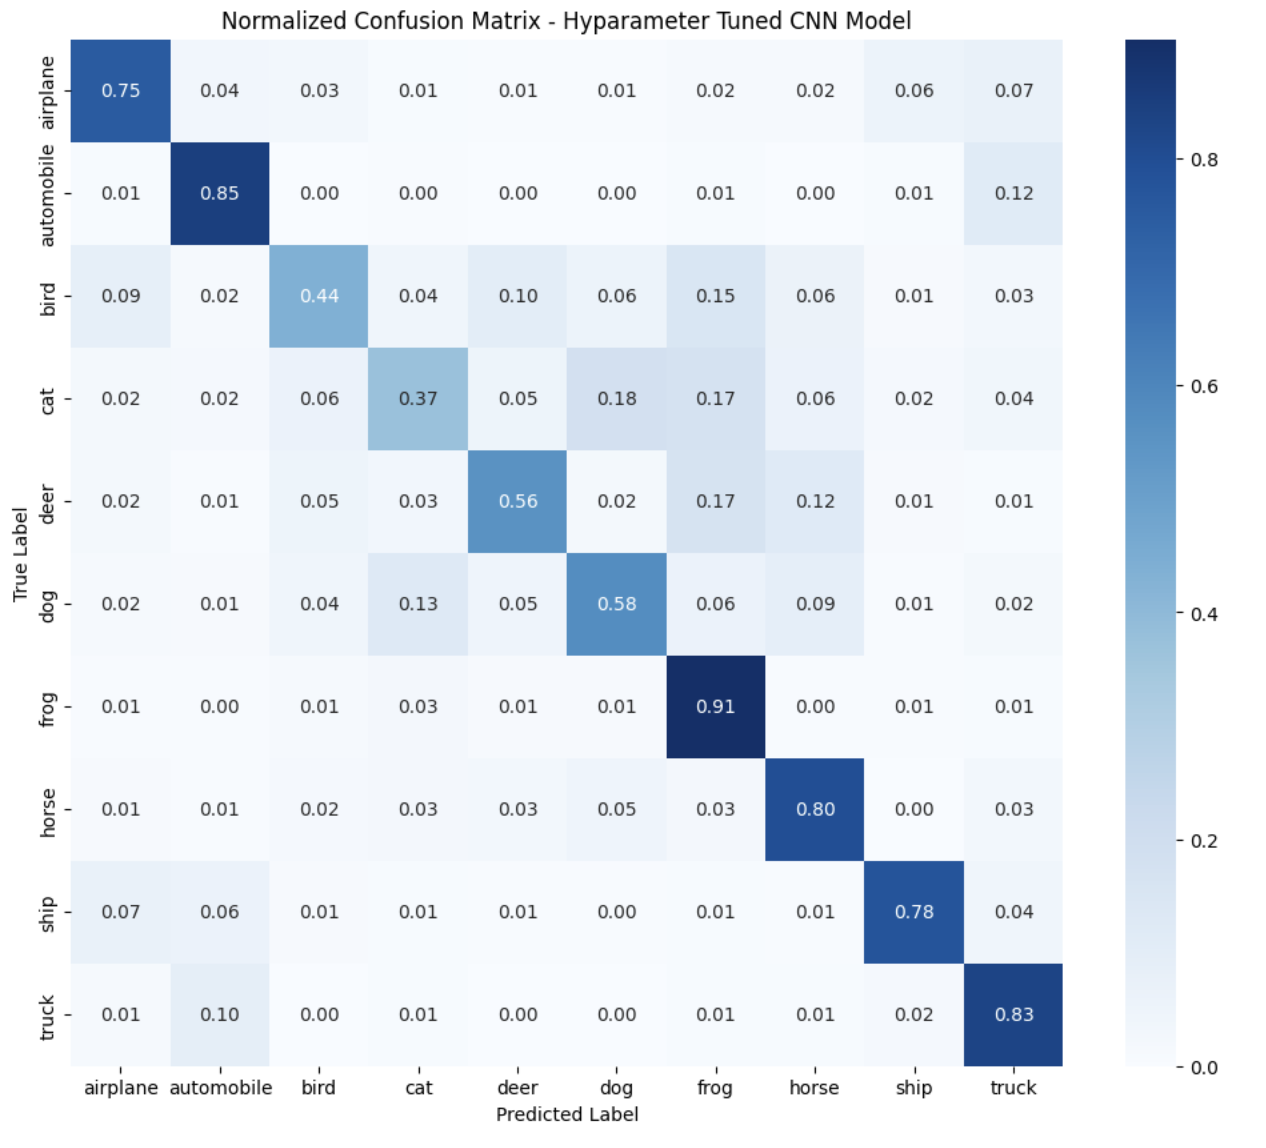 Normalized Confusion Matrix - Hyparameter Tuned CNN Model
airplane 0.75 0.04 0.03 0.01 0.01 0.01 0.02 0.02 0.06 0.07
automobile 0.01 0.85 0.00 0.00 0.00 0.00 0.01 0.00 0.01 0.12
bird 0.09 0.02 0.44 0.04 0.10 0.06 0.15 0.06 0.01 0.03
cat 0.02 0.02 0.06 0.37 0.05 0.18 0.17 0.06 0.02 0.04
deer 0.02 0.01 0.05 0.03 0.56 0.02 0.17 0.12 0.01 0.01
dog 0.02 0.01 0.04 0.13 0.05 0.58 0.06 0.09 0.01 0.02
frog 0.01 0.00 0.01 0.03 0.01 0.01 0.91 0.00 0.01 0.01
horse 0.01 0.01 0.02 0.03 0.03 0.05 0.03 0.80 0.00 0.03
ship 0.07 0.06 0.01 0.01 0.01 0.00 0.01 0.01 0.78 0.04
truck 0.01 0.10 0.00 0.01 0.00 0.00 0.01 0.01 0.02 0.83
airplane automobile bird cat deer dog frog horse ship truck
Predicted Label
True Label
0.8
0.6
0.4
0.2
0.0